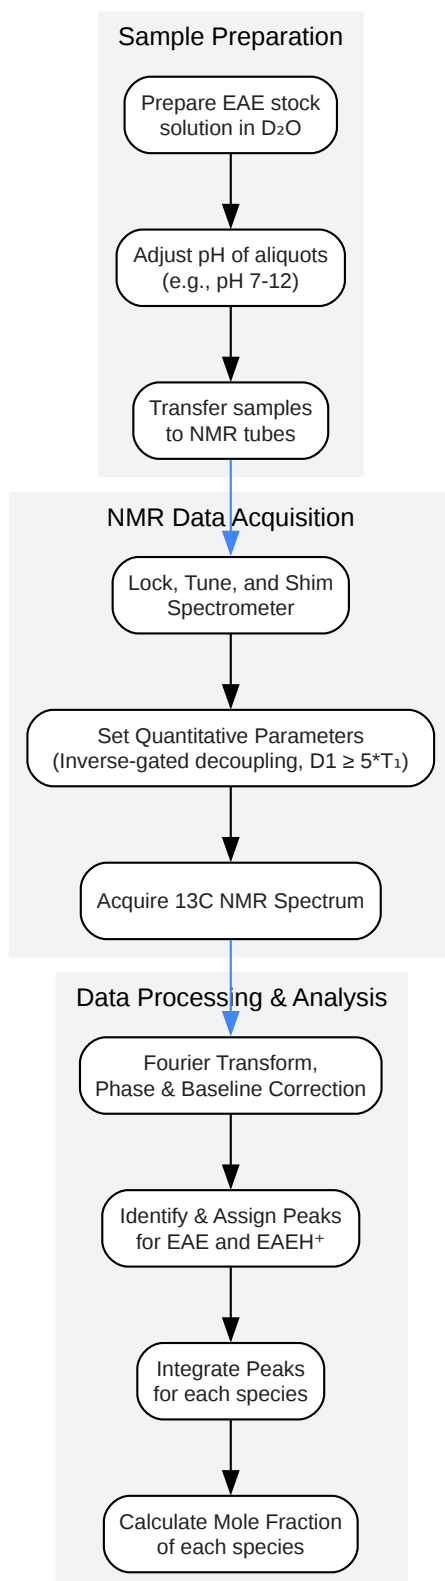 Sample Preparation
Prepare EAE stock
solution in D₂O
Adjust pH of aliquots
(e.g., pH 7-12)
Transfer samples
to NMR tubes
NMR Data Acquisition
Lock, Tune, and Shim
Spectrometer
Set Quantitative Parameters
(Inverse-gated decoupling, D1 ≥ 5*T₁)
Acquire 13C NMR Spectrum
Data Processing & Analysis
Fourier Transform,
Phase & Baseline Correction
Identify & Assign Peaks
for EAE and EAEH⁺
Integrate Peaks
for each species
Calculate Mole Fraction
of each species